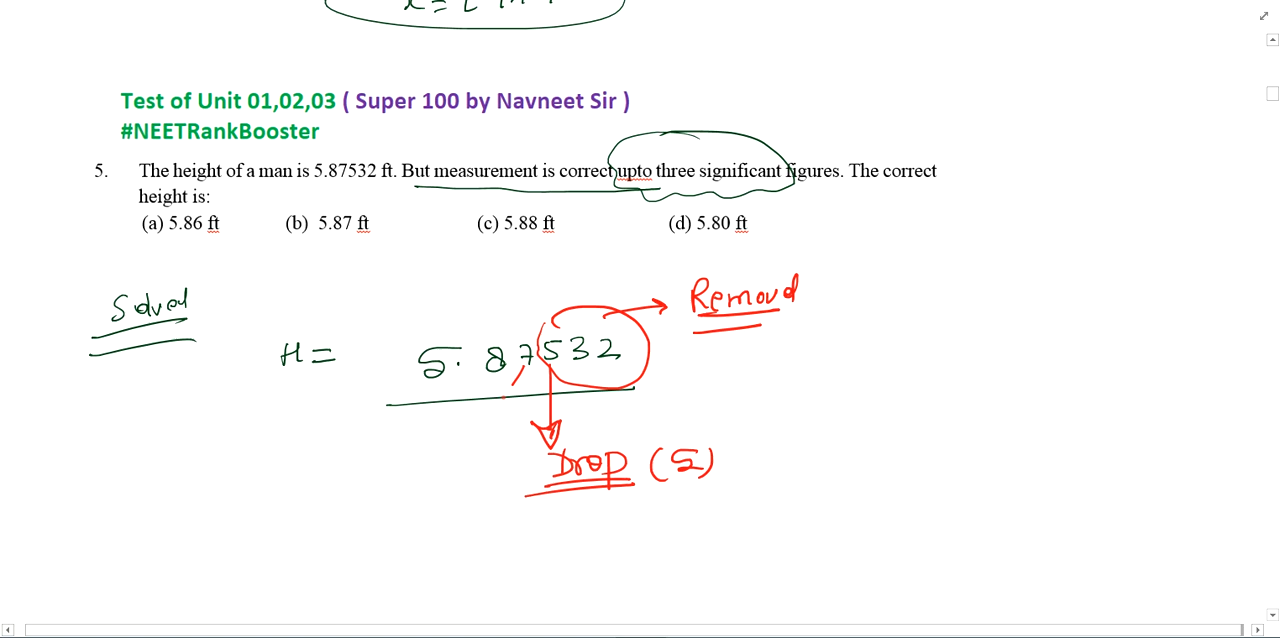 Test of Unit 01,02,03 ( Super 100 by Navneet Sir )
#NEETRankBooster
5. The height of a man is 5.87532 ft. But measurement is correct upto three significant figures. The correct
height is:
(a) 5.86 ft (b) 5.87 ft (c) 5.88 ft (d) 5.80 ft
Solved
Removd
H = 5.87532
Drop (5)